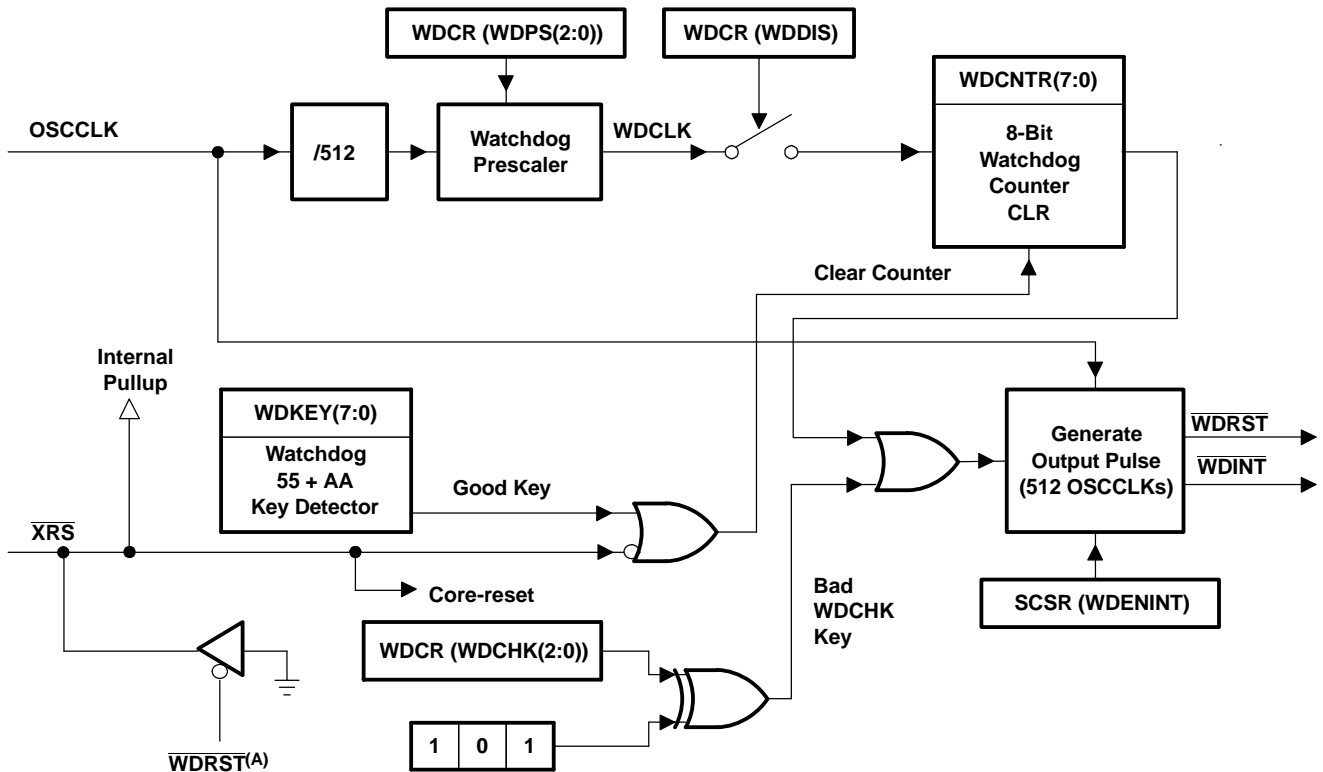 WDCR (WDPS(2:0))
WDCR (WDDIS)
WDCNTR(7:0)
OSCCLK
/512
Watchdog
Prescaler
WDCLK
8-Bit
Watchdog
Counter
CLR
Clear Counter
Internal
Pullup
WDKEY(7:0)
Watchdog
55 + AA
Key Detector
Good Key
Generate
Output Pulse
(512 OSCCLKs)
WDRST
WDINT
XRS
Core-reset
Bad
WDCHK
Key
SCSR (WDENINT)
WDCR (WDCHK(2:0))
1 0 1
WDRST(A)